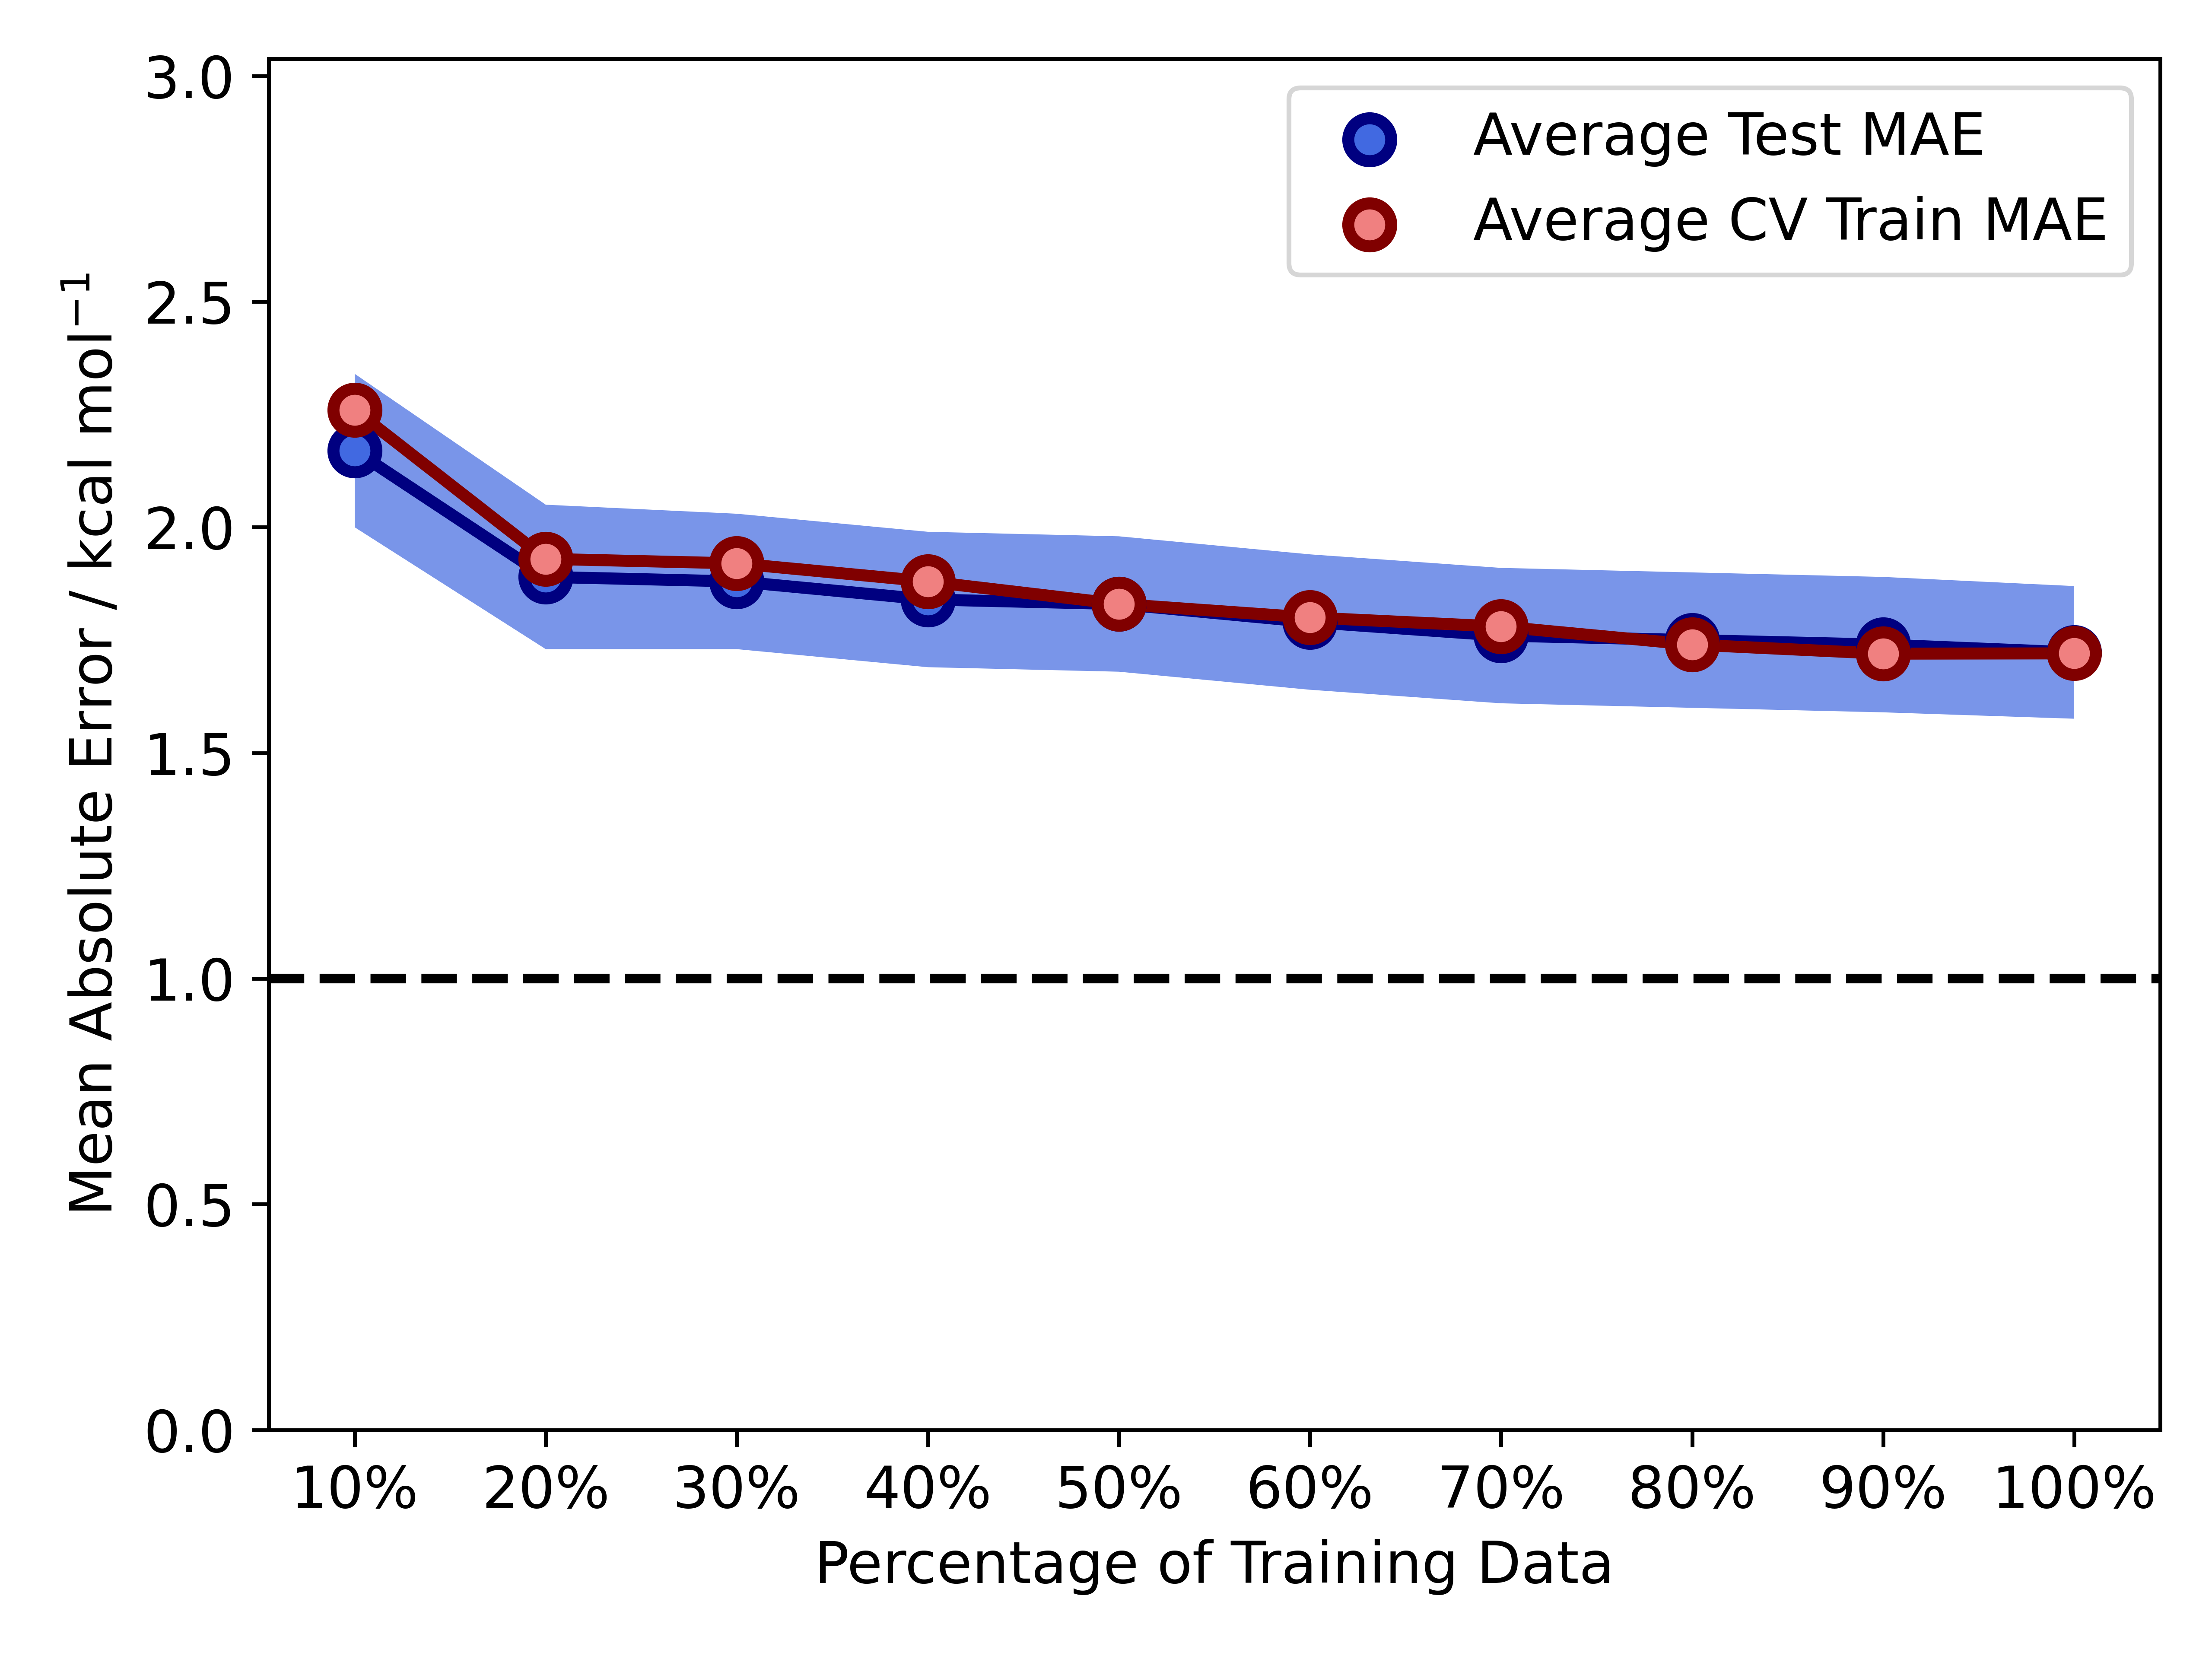 3.0
2.5
2.0
1.5
1.0
0.5
0.0
Mean Absolute Error / kcal mol⁻¹
Average Test MAE
Average CV Train MAE
10% 20% 30% 40% 50% 60% 70% 80% 90% 100%
Percentage of Training Data